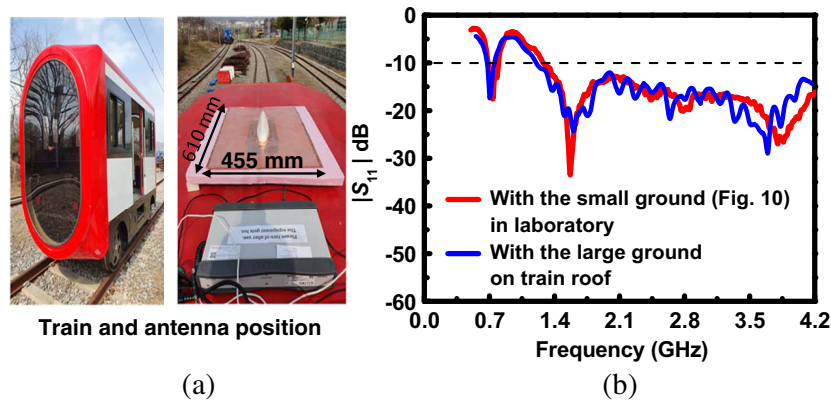 610 mm
455 mm
Train and antenna position
(a)
0
-10
-20
-30
-40
-50
-60
|S11| dB
With the small ground (Fig. 10)
in laboratory
With the large ground
on train roof
0.0 0.7 1.4 2.1 2.8 3.5 4.2
Frequency (GHz)
(b)